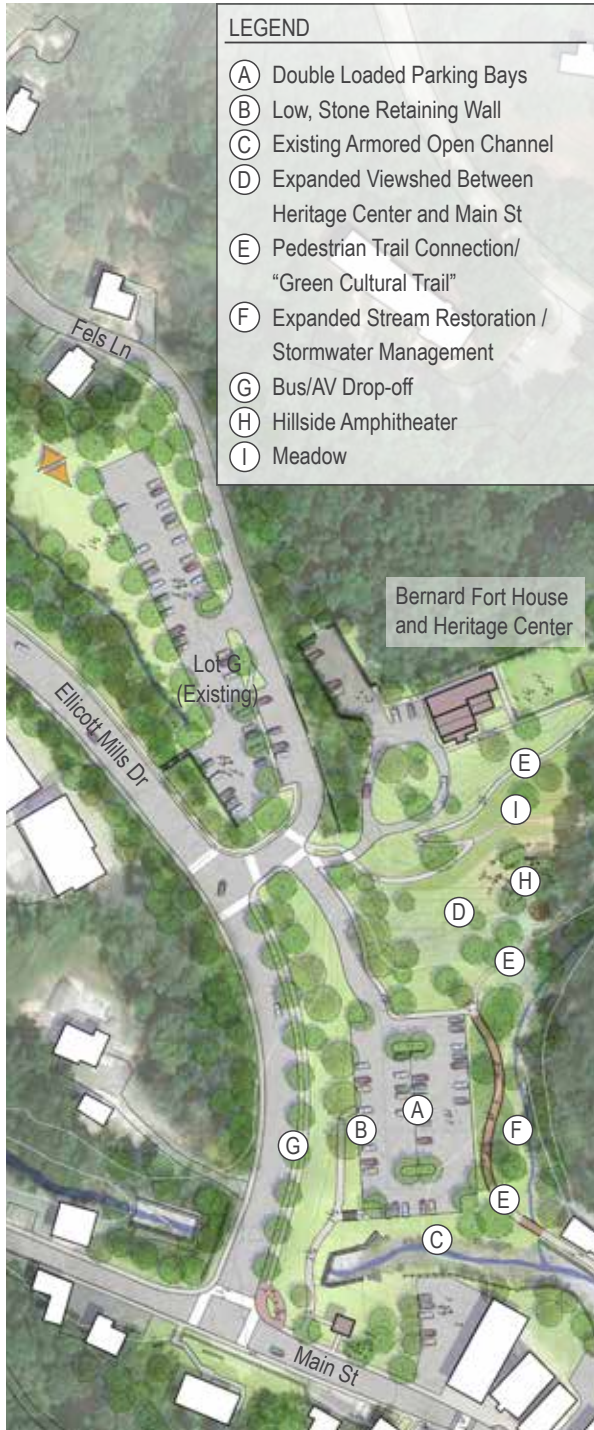 LEGEND
A Double Loaded Parking Bays
B Low, Stone Retaining Wall
C Existing Armored Open Channel
D Expanded Viewshed Between
Heritage Center and Main St
E Pedestrian Trail Connection/
“Green Cultural Trail”
F Expanded Stream Restoration /
Stormwater Management
G Bus/AV Drop-off
H Hillside Amphitheater
I Meadow
Fels Ln
Bernard Fort House
and Heritage Center
Lot G
(Existing)
Ellicott Mills Dr
E
I
H
D
E
A
B
F
G
E
C
Main St